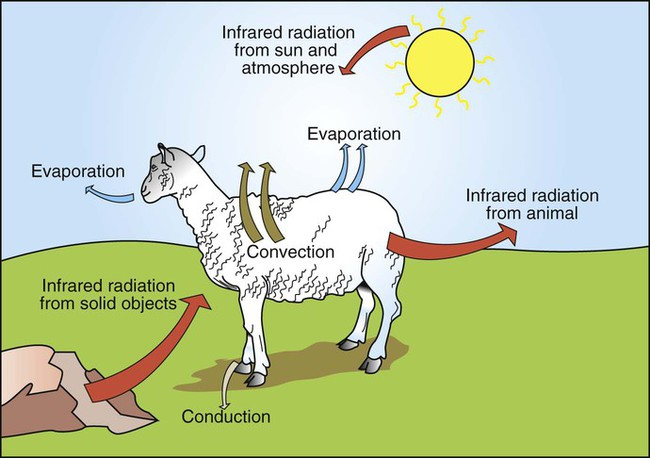 Infrared radiation
from sun and
atmosphere
Evaporation
Evaporation
Infrared radiation
from animal
Convection
Infrared radiation
from solid objects
Conduction